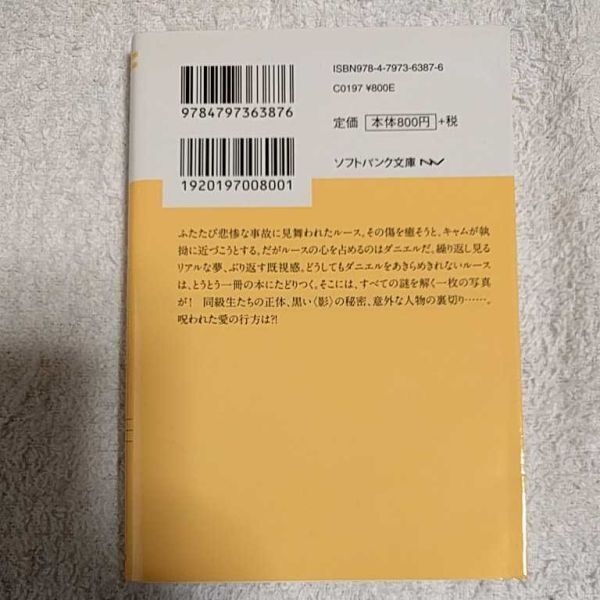 ISBN978-4-7973-6387-6
C0197 ¥800E
定価 本体800円+税
ソフトバンク文庫 NV
9784797363876
1920197008001
ふたたび悲惨な事故に見舞われたルース。その傷を癒そうと、キャムが執
拗に近づこうとする。だがルースの心を占めるのはダニエルだ。繰り返し見る
リアルな夢、ぶり返す既視感。どうしてもダニエルをあきらめきれないルース
は、とうとう一冊の本にたどりつく。そこには、すべての謎を解く一枚の写真
が! 同級生たちの正体、黒い〈影〉の秘密、意外な人物の裏切り……。
呪われた愛の行方は?!